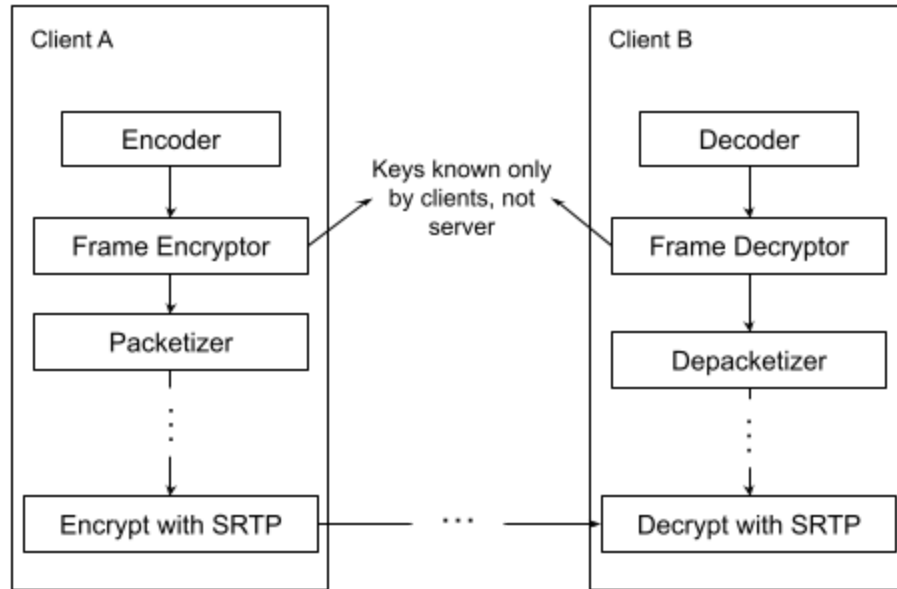 Client A
Encoder
Frame Encryptor
Packetizer
Encrypt with SRTP
Keys known only
by clients, not
server
Client B
Decoder
Frame Decryptor
Depacketizer
Decrypt with SRTP